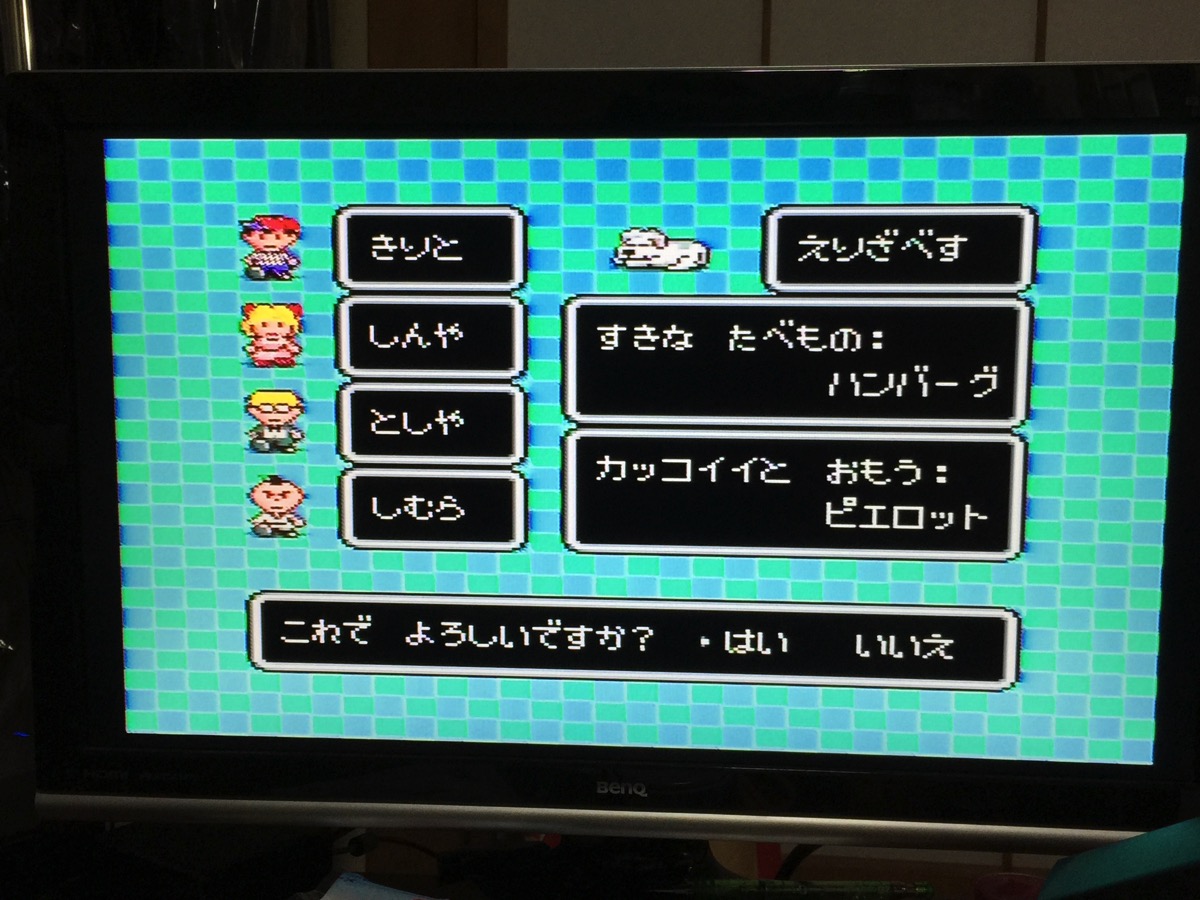 きりと
しんや
としや
しむら
えりざべす
すきな たべもの：
ハンバーグ
カッコイイと おもう：
ピエロット
これで よろしいですか？ ・はい いいえ
BenQ